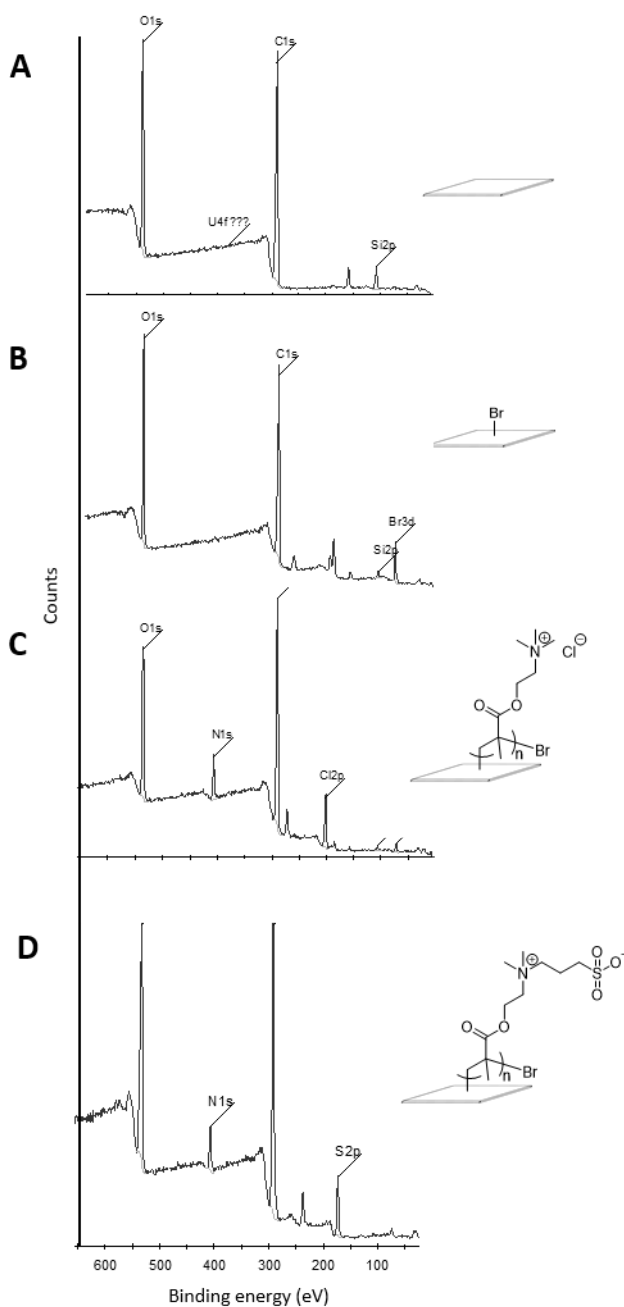 A
O1s
C1s
U4f???
Si2p
B
O1s
C1s
Br
Br3d
Si2p
Counts
C
O1s
N1s
Cl2p
N
⊕
Cl
⊖
O
O
n
Br
D
N1s
S2p
N
⊕
O
S
O⁻
O
O
O
n
Br
600 500 400 300 200 100
Binding energy (eV)